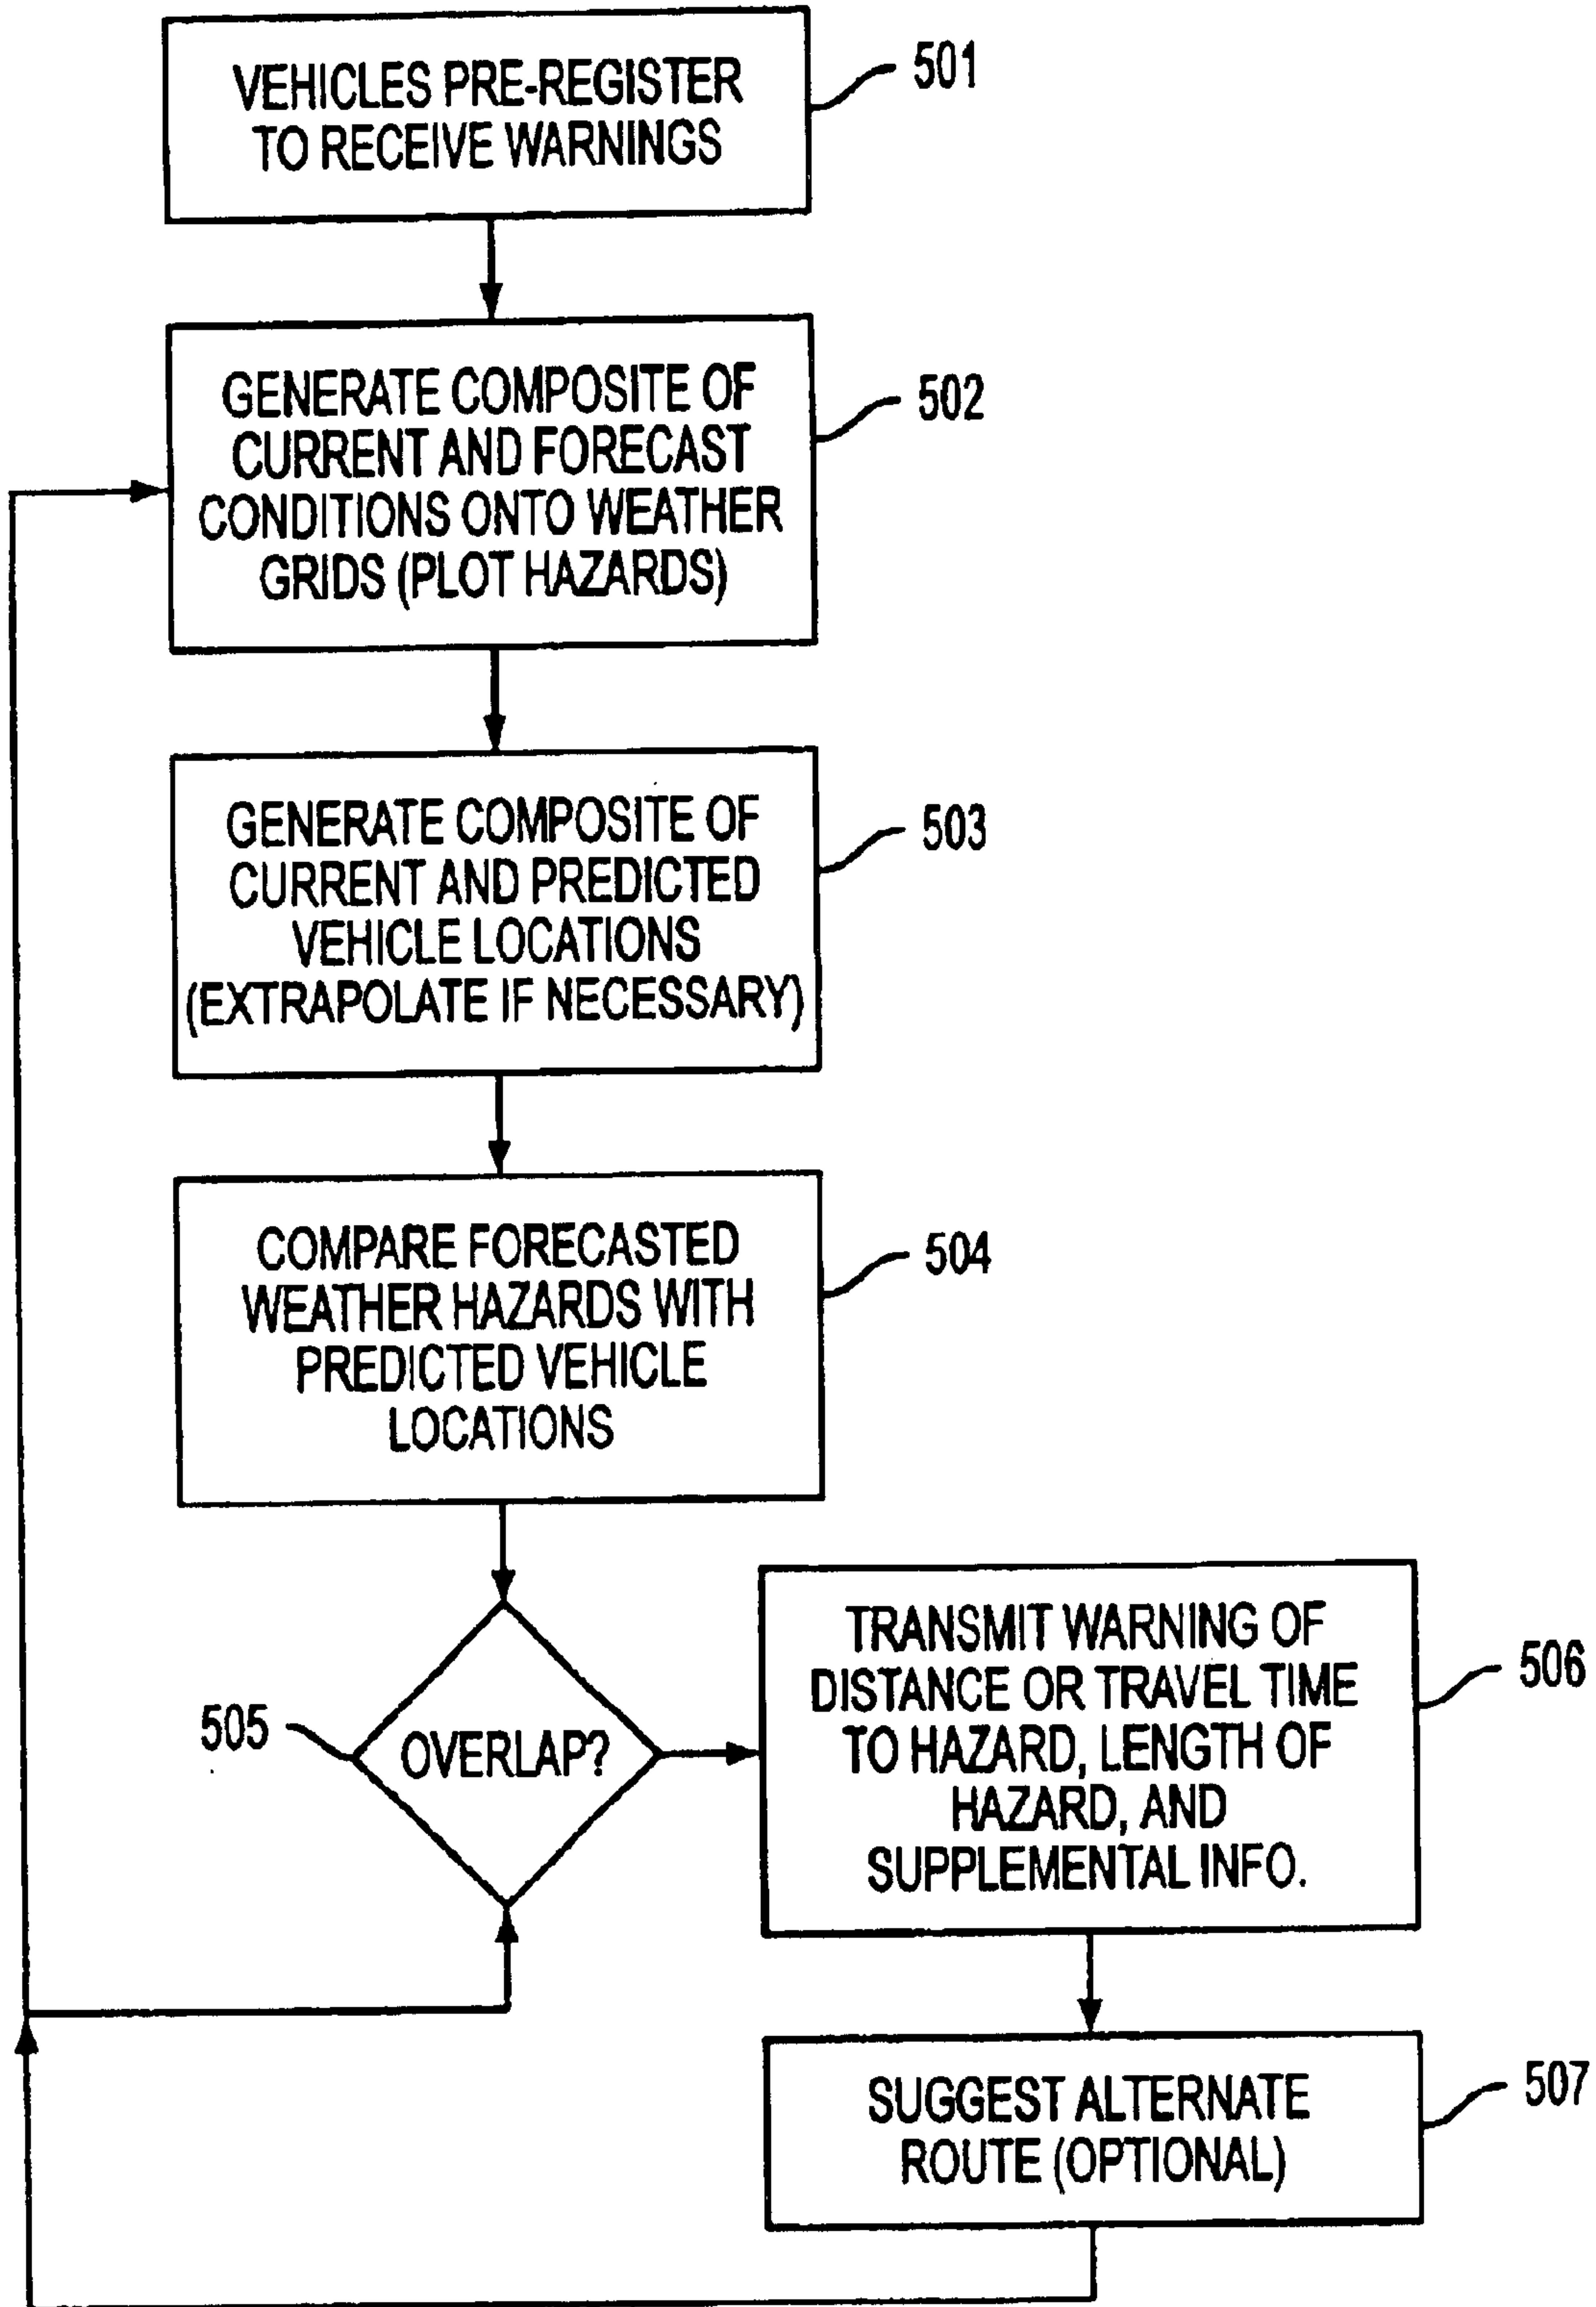 VEHICLES PRE-REGISTER
TO RECEIVE WARNINGS
501
GENERATE COMPOSITE OF
CURRENT AND FORECAST
CONDITIONS ONTO WEATHER
GRIDS (PLOT HAZARDS)
502
GENERATE COMPOSITE OF
CURRENT AND PREDICTED
VEHICLE LOCATIONS
(EXTRAPOLATE IF NECESSARY)
503
COMPARE FORECASTED
WEATHER HAZARDS WITH
PREDICTED VEHICLE
LOCATIONS
504
505
OVERLAP?
TRANSMIT WARNING OF
DISTANCE OR TRAVEL TIME
TO HAZARD, LENGTH OF
HAZARD, AND
SUPPLEMENTAL INFO.
506
SUGGEST ALTERNATE
ROUTE (OPTIONAL)
507